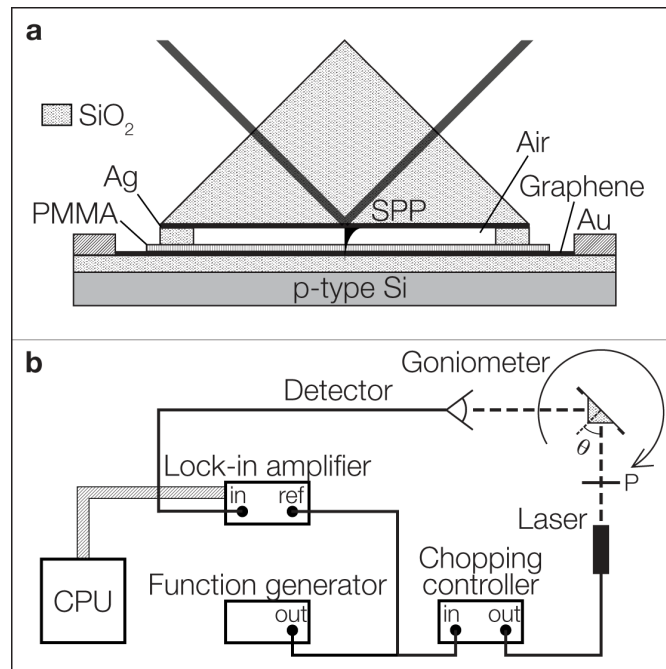 a
SiO₂
Air
Ag
Graphene
PMMA
SPP
Au
p-type Si
b
Goniometer
Detector
θ
Lock-in amplifier
in ref
P
Laser
Chopping
controller
CPU
Function generator
in out
out